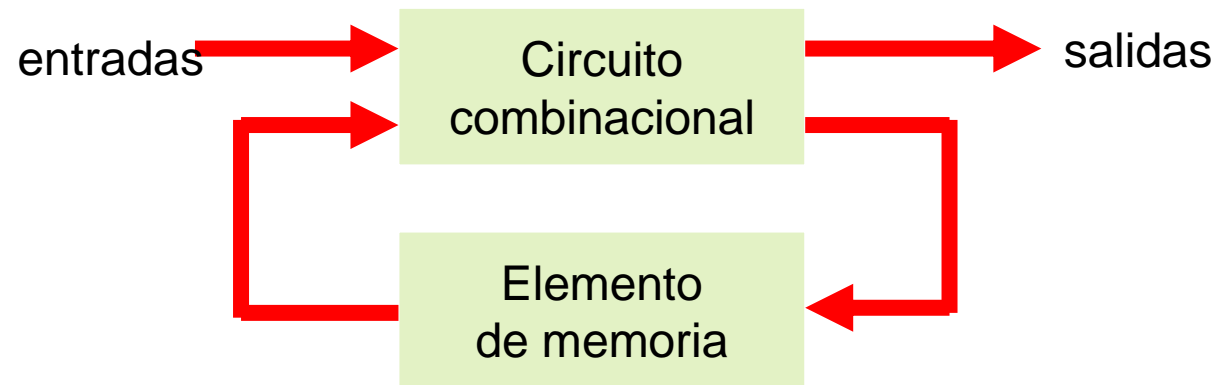 entradas
Circuito
combinacional
salidas
Elemento
de memoria